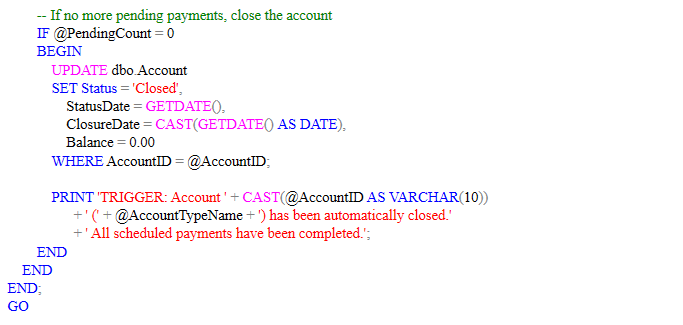 -- If no more pending payments, close the account
IF @PendingCount = 0
BEGIN
UPDATE dbo.Account
SET Status = 'Closed',
StatusDate = GETDATE(),
ClosureDate = CAST(GETDATE() AS DATE),
Balance = 0.00
WHERE AccountID = @AccountID;
PRINT 'TRIGGER: Account ' + CAST(@AccountID AS VARCHAR(10))
+ ' (' + @AccountTypeName + ') has been automatically closed.'
+ ' All scheduled payments have been completed.';
END
END
END;
GO